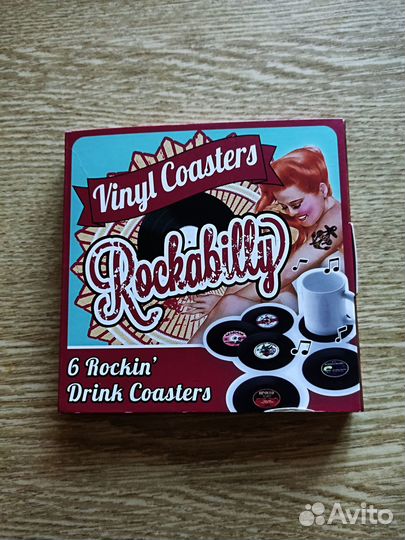 Vinyl Coasters
Rockabilly
6 Rockin'
Drink Coasters
Avito